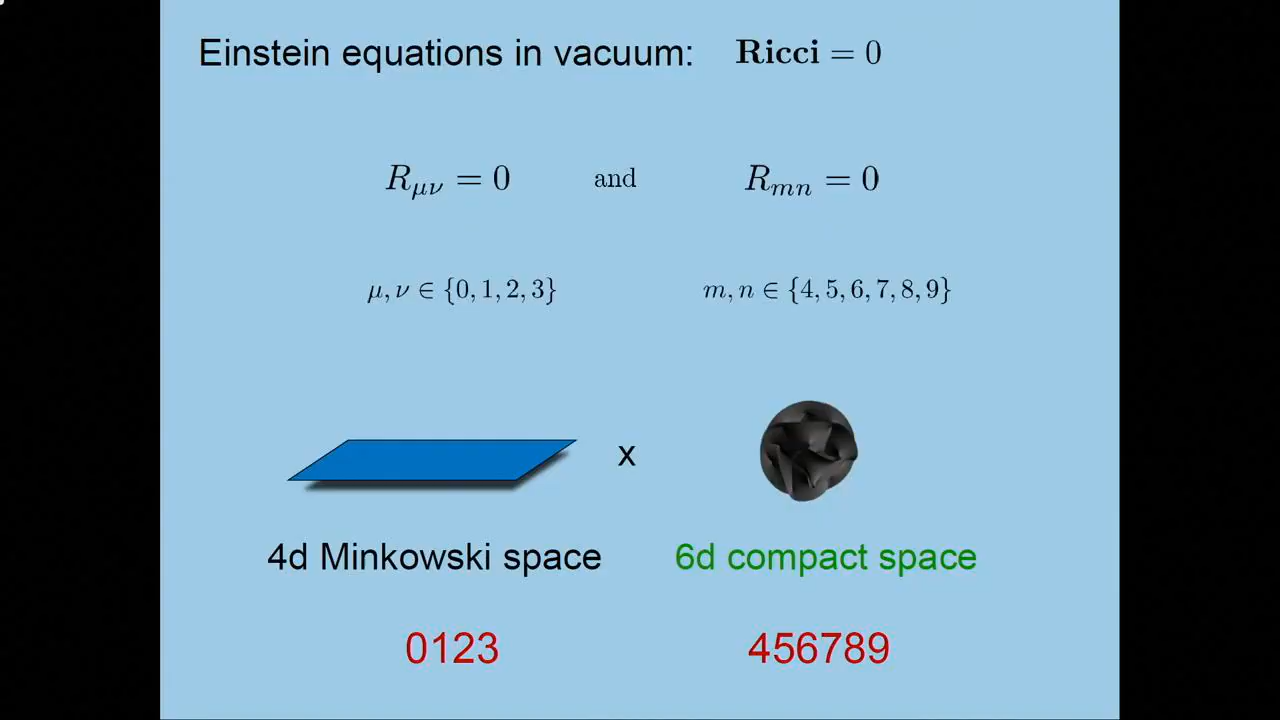 Einstein equations in vacuum: Ricci = 0
R_{μν} = 0 and R_{mn} = 0
μ, ν ∈ {0, 1, 2, 3} m, n ∈ {4, 5, 6, 7, 8, 9}
x
4d Minkowski space 6d compact space
0123 456789